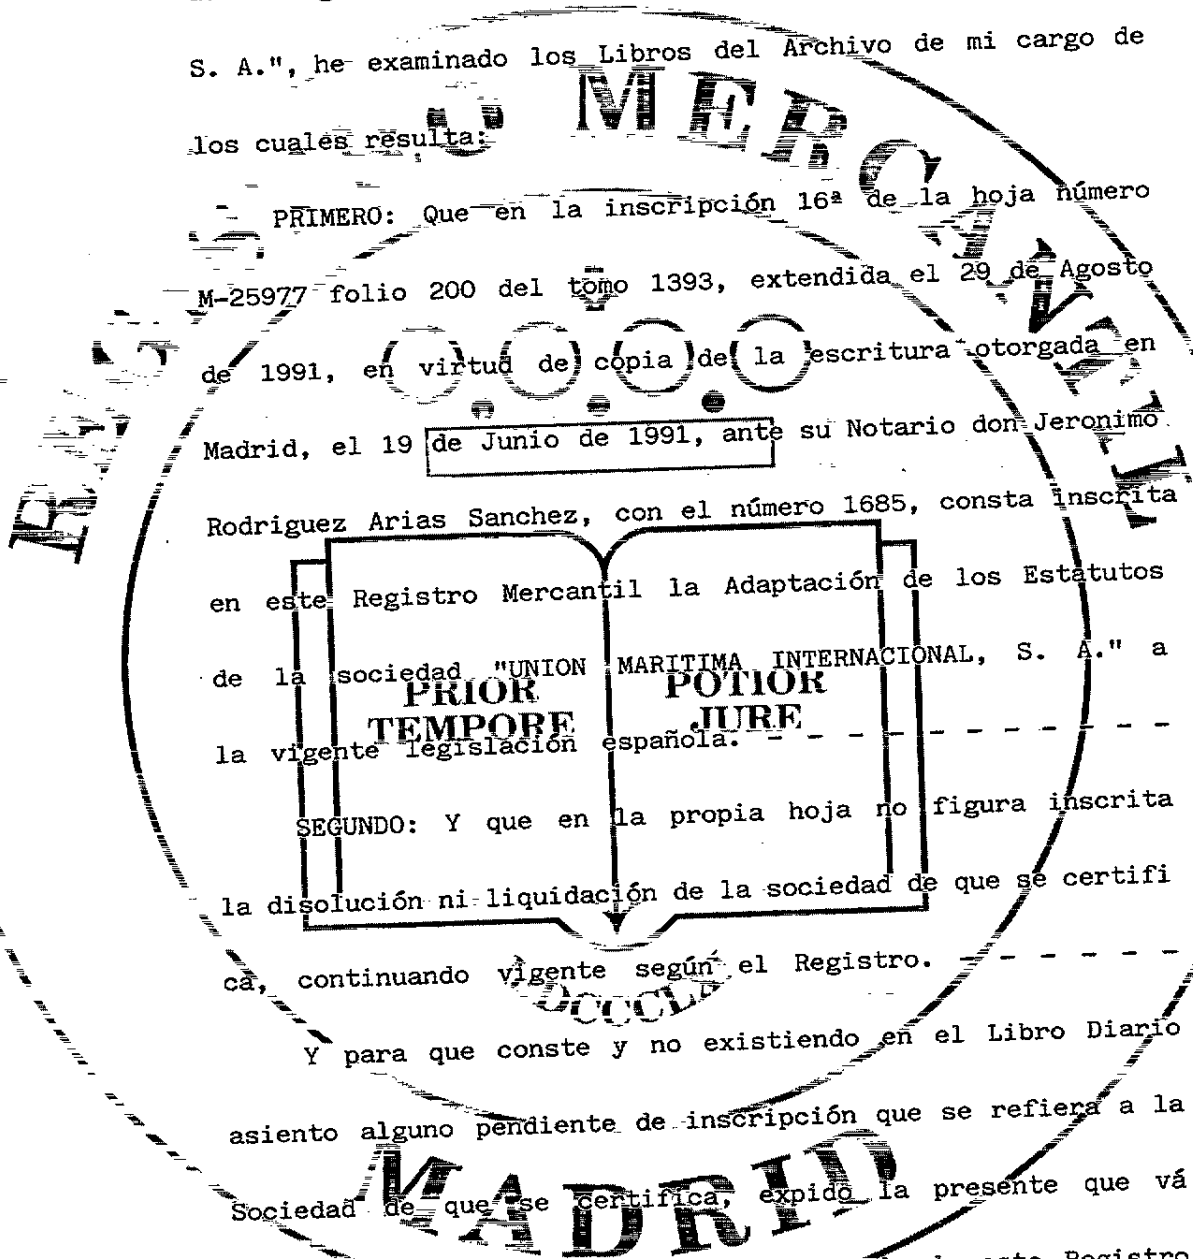 S. A.", he examinado los Libros del Archivo de mi cargo de
los cuales resulta:
PRIMERO: Que en la inscripción 16ª de la hoja número
M-25977 folio 200 del tomo 1393, extendida el 29 de Agosto
de 1991, en virtud de copia de la escritura otorgada en
Madrid, el 19 de Junio de 1991, ante su Notario don Jeronimo
Rodriguez Arias Sanchez, con el número 1685, consta inscrita
en este Registro Mercantil la Adaptación de los Estatutos
de la sociedad "UNION MARITIMA INTERNACIONAL, S. A." a
PRIOR POTIOR
TEMPORE JURE
la vigente legislación española. - - - - - - - - - - - -
SEGUNDO: Y que en la propia hoja no figura inscrita
la disolución ni liquidación de la sociedad de que se certifi
ca, continuando vigente según el Registro. - - - - - -
Y para que conste y no existiendo en el Libro Diario
asiento alguno pendiente de inscripción que se refiera a la
Sociedad de que se certifica, expido la presente que vá
MADRID
este Registro